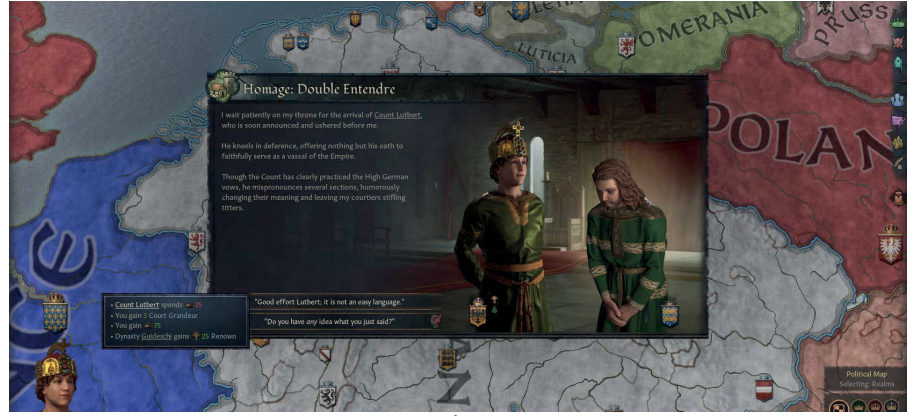 LUTICIA
POMERANIA
PRUSS
POLAN
Homage: Double Entendre
I wait patiently on my throne for the arrival of Count Lutbert,
who is soon announced and ushered before me.
He kneels in deference, offering nothing but his oath to
faithfully serve as a vassal of the Empire.
Though the Count has clearly practiced the High German
vows, he mispronounces several sections, humorously
changing their meaning and leaving my courtiers stifling
titters.
• Count Lutbert spends 75
• You gain 3 Court Grandeur
• You gain 75
• Dynasty Guideschi gains 25 Renown
"Good effort Lutbert; it is not an easy language."
"Do you have any idea what you just said?"
CE
AN
Political Map
Selecting: Realms